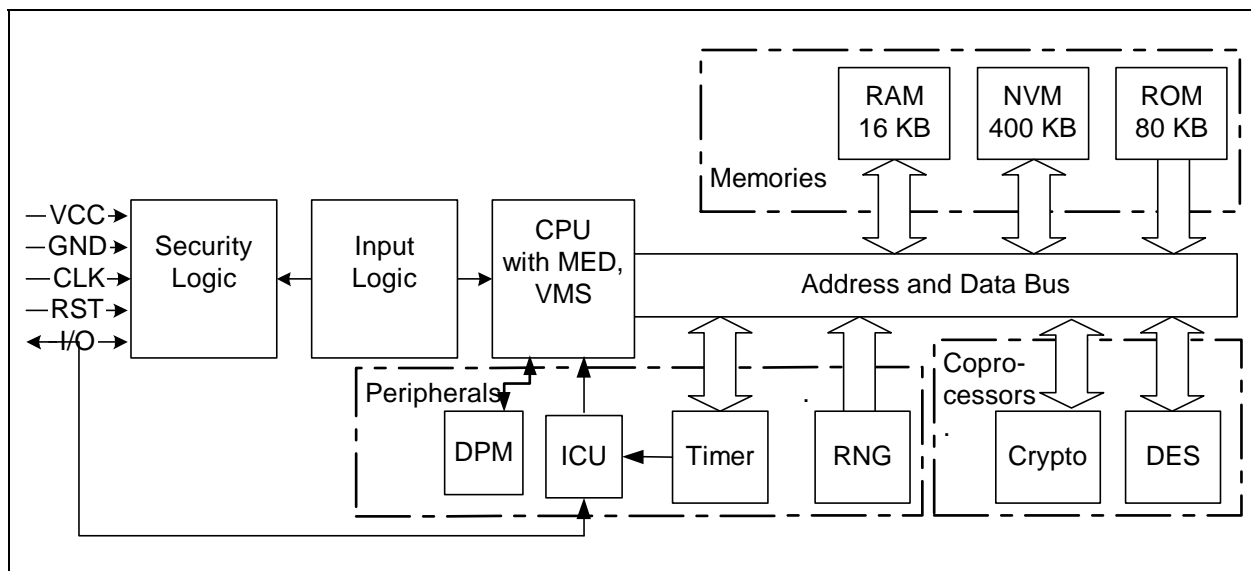 RAM
16 KB
NVM
400 KB
ROM
80 KB
Memories
VCC
GND
CLK
RST
I/O
Security
Logic
Input
Logic
CPU
with MED,
VMS
Address and Data Bus
Peripherals
.
Copro-
cessors
.
DPM
ICU
Timer
RNG
Crypto
DES